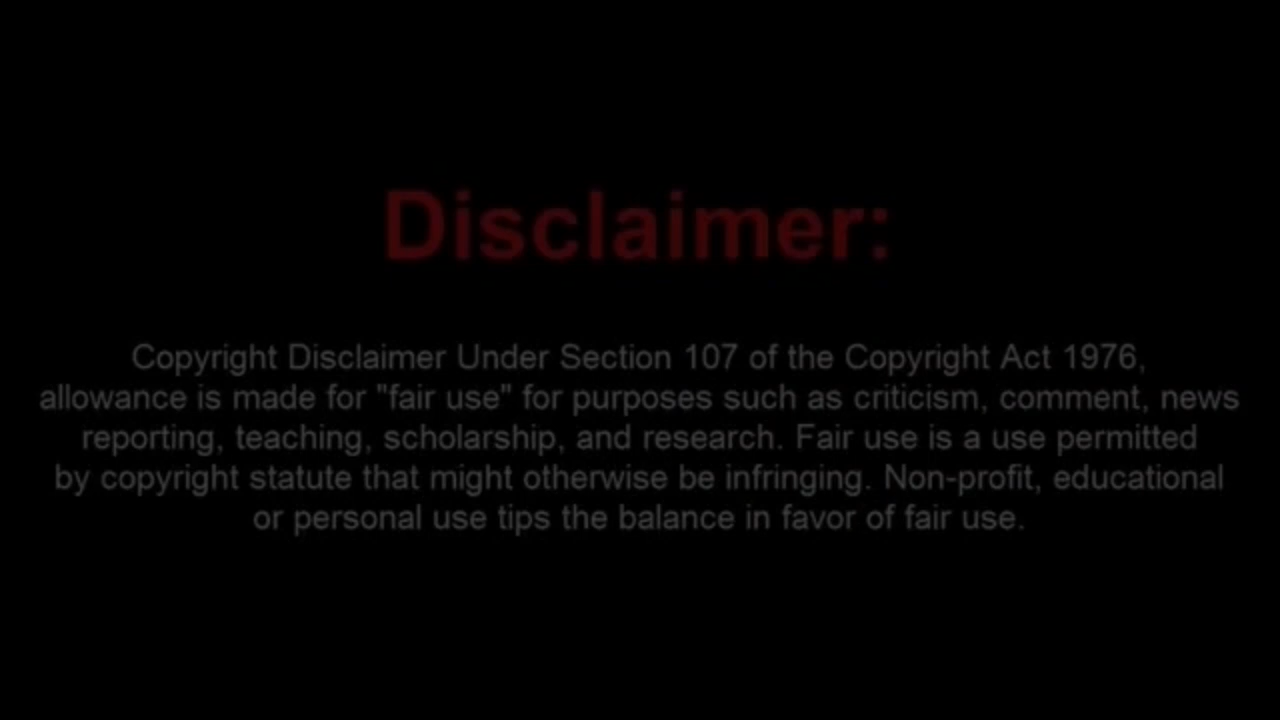 Disclaimer:
Copyright Disclaimer Under Section 107 of the Copyright Act 1976,
allowance is made for "fair use" for purposes such as criticism, comment, news
reporting, teaching, scholarship, and research. Fair use is a use permitted
by copyright statute that might otherwise be infringing. Non-profit, educational
or personal use tips the balance in favor of fair use.